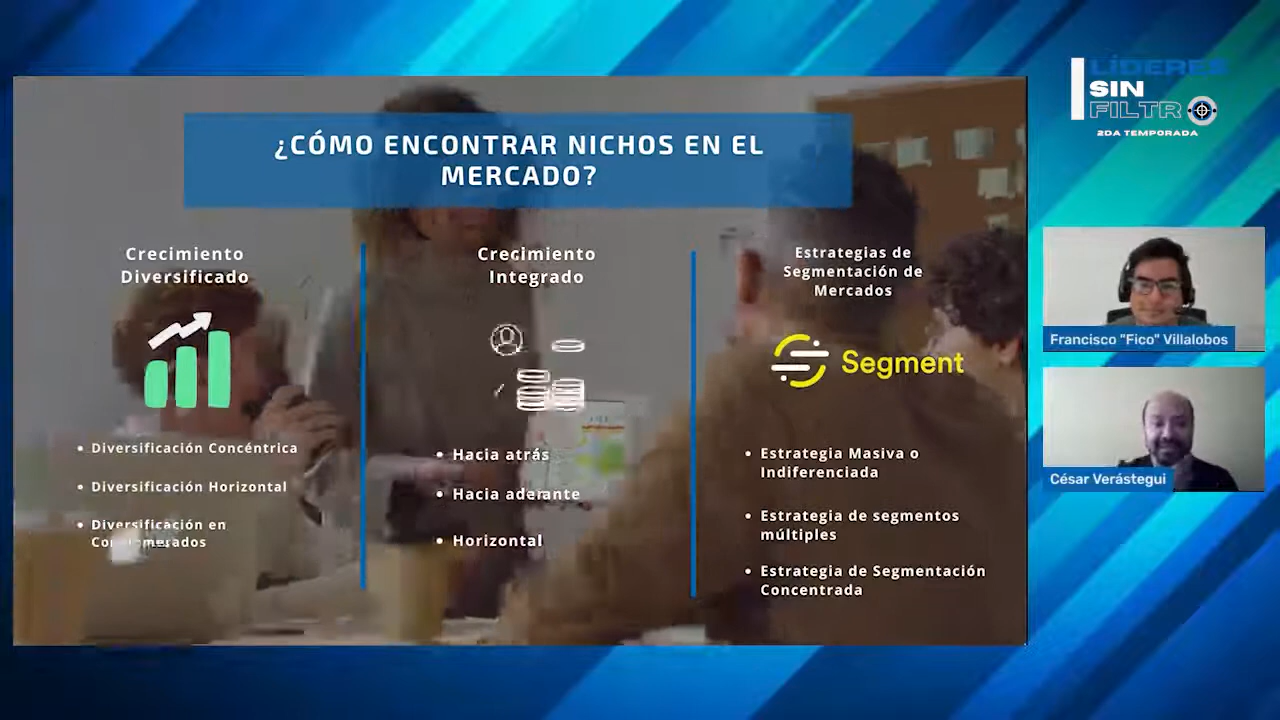 LÍDERES
SIN
FILTRO
2DA TEMPORADA
¿CÓMO ENCONTRAR NICHOS EN EL
MERCADO?
Crecimiento
Diversificado
• Diversificación Concéntrica
• Diversificación Horizontal
• Diversificación en
Conglomerados
Crecimiento
Integrado
• Hacia atrás
• Hacia adelante
• Horizontal
Estrategias de
Segmentación de
Mercados
Segment
• Estrategia Masiva o
Indiferenciada
• Estrategia de segmentos
múltiples
• Estrategia de Segmentación
Concentrada
Francisco "Fico" Villalobos
César Verástegui